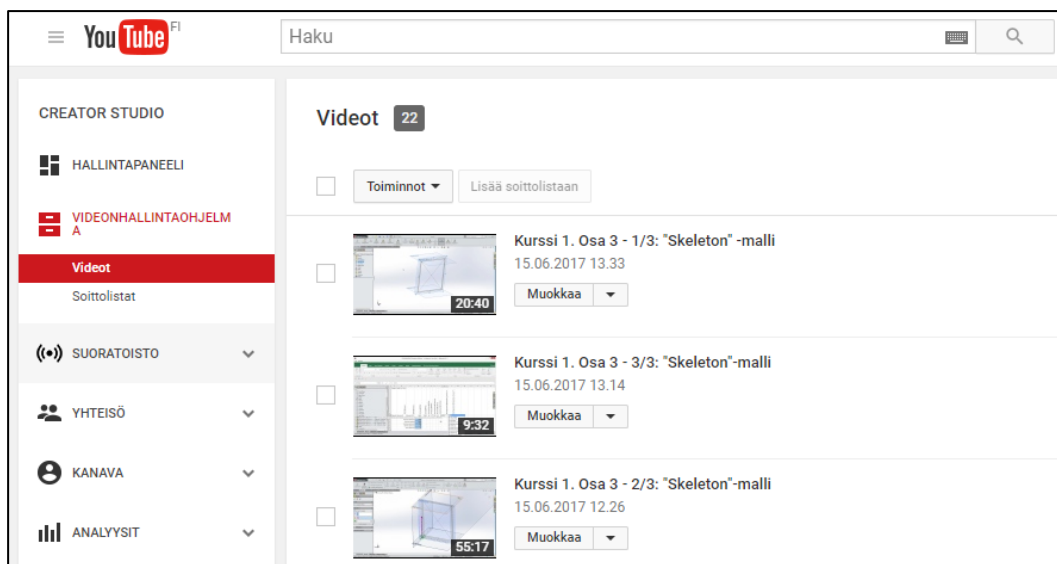 YouTube FI
Haku
CREATOR STUDIO
HALLINTAPANEELI
VIDEONHALLINTAOHJELM
A
Videot
Soittolistat
SUORATOISTO
YHTEISÖ
KANAVA
ANALYYSIT
Videot 22
Toiminnot Lisää soittolistaan
20:40
Kurssi 1. Osa 3 - 1/3: "Skeleton" -malli
15.06.2017 13.33
Muokkaa
9:32
Kurssi 1. Osa 3 - 3/3: "Skeleton"-malli
15.06.2017 13.14
Muokkaa
55:17
Kurssi 1. Osa 3 - 2/3: "Skeleton"-malli
15.06.2017 12.26
Muokkaa